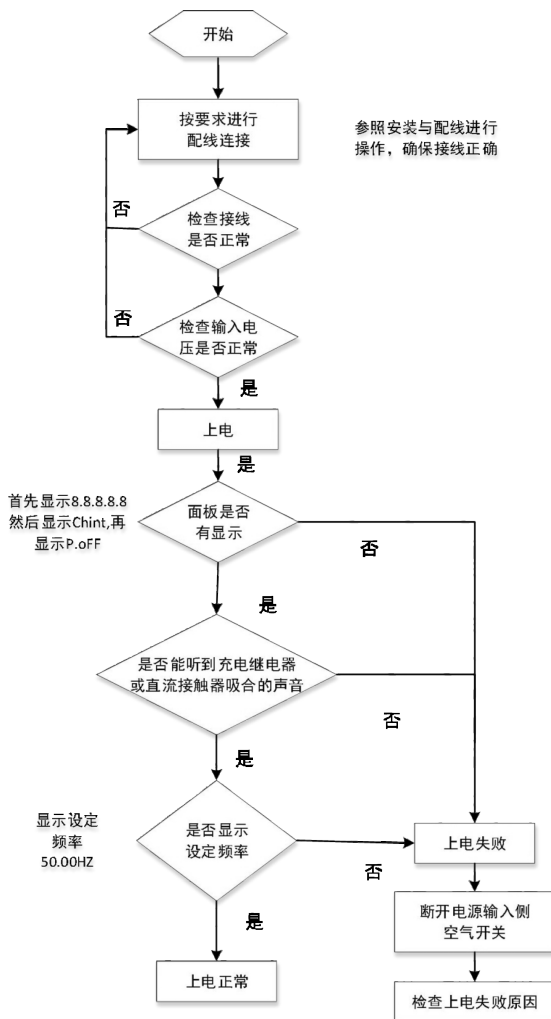 开始
按要求进行
配线连接
参照安装与配线进行
操作，确保接线正确
否
检查接线
是否正常
否
检查输入电
压是否正常
是
上电
是
首先显示8.8.8.8.8
然后显示Chint,再
显示P.oFF
面板是否
有显示
否
是
是否能听到充电继电器
或直流接触器吸合的声音
否
是
显示设定
频率
50.00HZ
是否显示
设定频率
否
上电失败
是
断开电源输入侧
空气开关
上电正常
检查上电失败原因